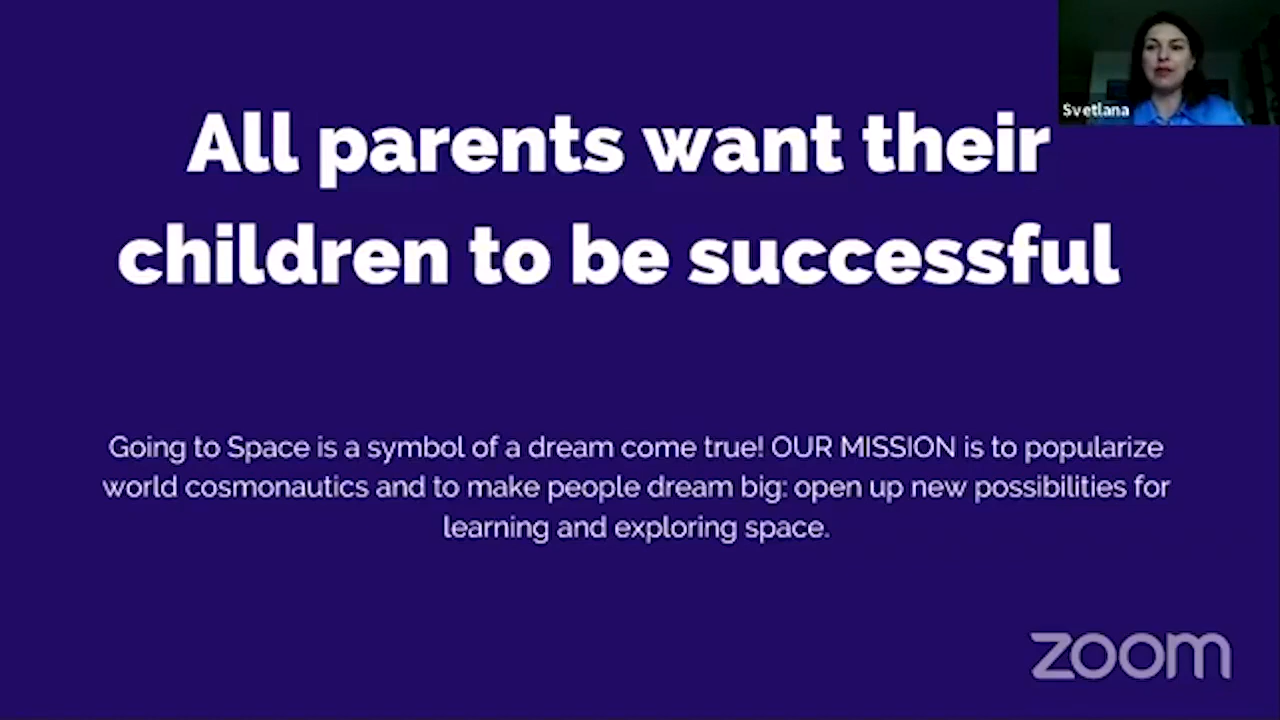 Svetlana
All parents want their
children to be successful
Going to Space is a symbol of a dream come true! OUR MISSION is to popularize
world cosmonautics and to make people dream big: open up new possibilities for
learning and exploring space.
zoom